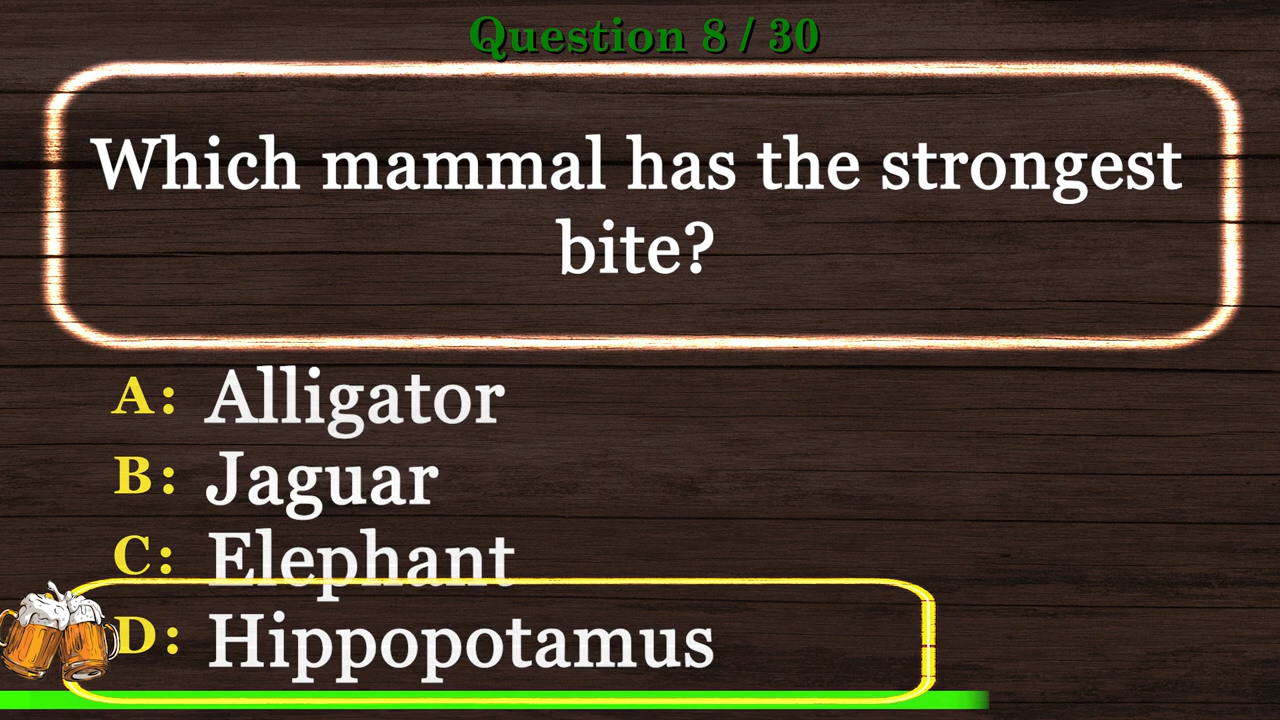 Question 8 / 30
Which mammal has the strongest
bite?
A: Alligator
B: Jaguar
C: Elephant
D: Hippopotamus